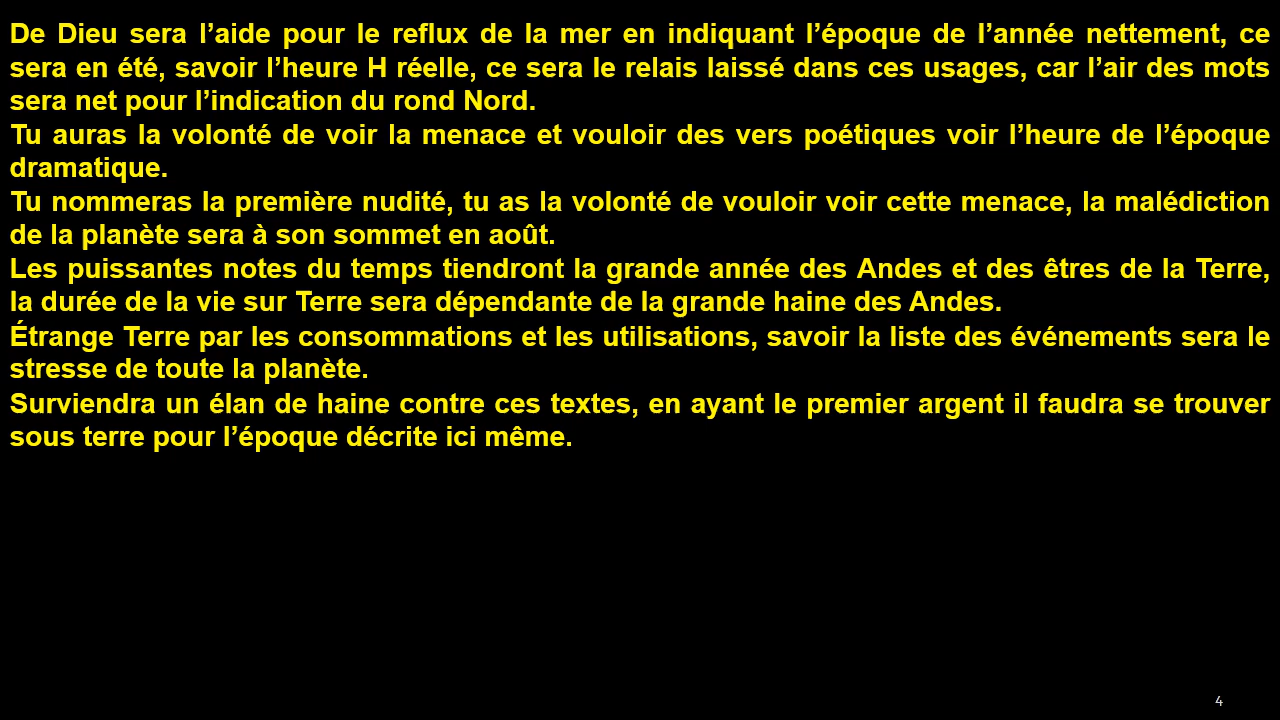 De Dieu sera l’aide pour le reflux de la mer en indiquant l’époque de l’année nettement, ce
sera en été, savoir l’heure H réelle, ce sera le relais laissé dans ces usages, car l’air des mots
sera net pour l’indication du rond Nord.
Tu auras la volonté de voir la menace et vouloir des vers poétiques voir l’heure de l’époque
dramatique.
Tu nommeras la première nudité, tu as la volonté de vouloir voir cette menace, la malédiction
de la planète sera à son sommet en août.
Les puissantes notes du temps tiendront la grande année des Andes et des êtres de la Terre,
la durée de la vie sur Terre sera dépendante de la grande haine des Andes.
Étrange Terre par les consommations et les utilisations, savoir la liste des événements sera le
stresse de toute la planète.
Surviendra un élan de haine contre ces textes, en ayant le premier argent il faudra se trouver
sous terre pour l’époque décrite ici même.
4